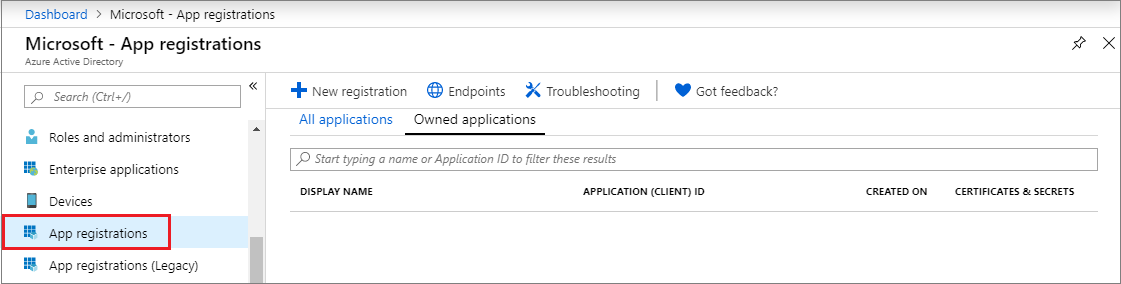 Dashboard > Microsoft - App registrations
Microsoft - App registrations
Azure Active Directory
Search (Ctrl+/)
«
Roles and administrators
Enterprise applications
Devices
App registrations
App registrations (Legacy)
New registration Endpoints Troubleshooting Got feedback?
All applications Owned applications
Start typing a name or Application ID to filter these results
DISPLAY NAME APPLICATION (CLIENT) ID CREATED ON CERTIFICATES & SECRETS